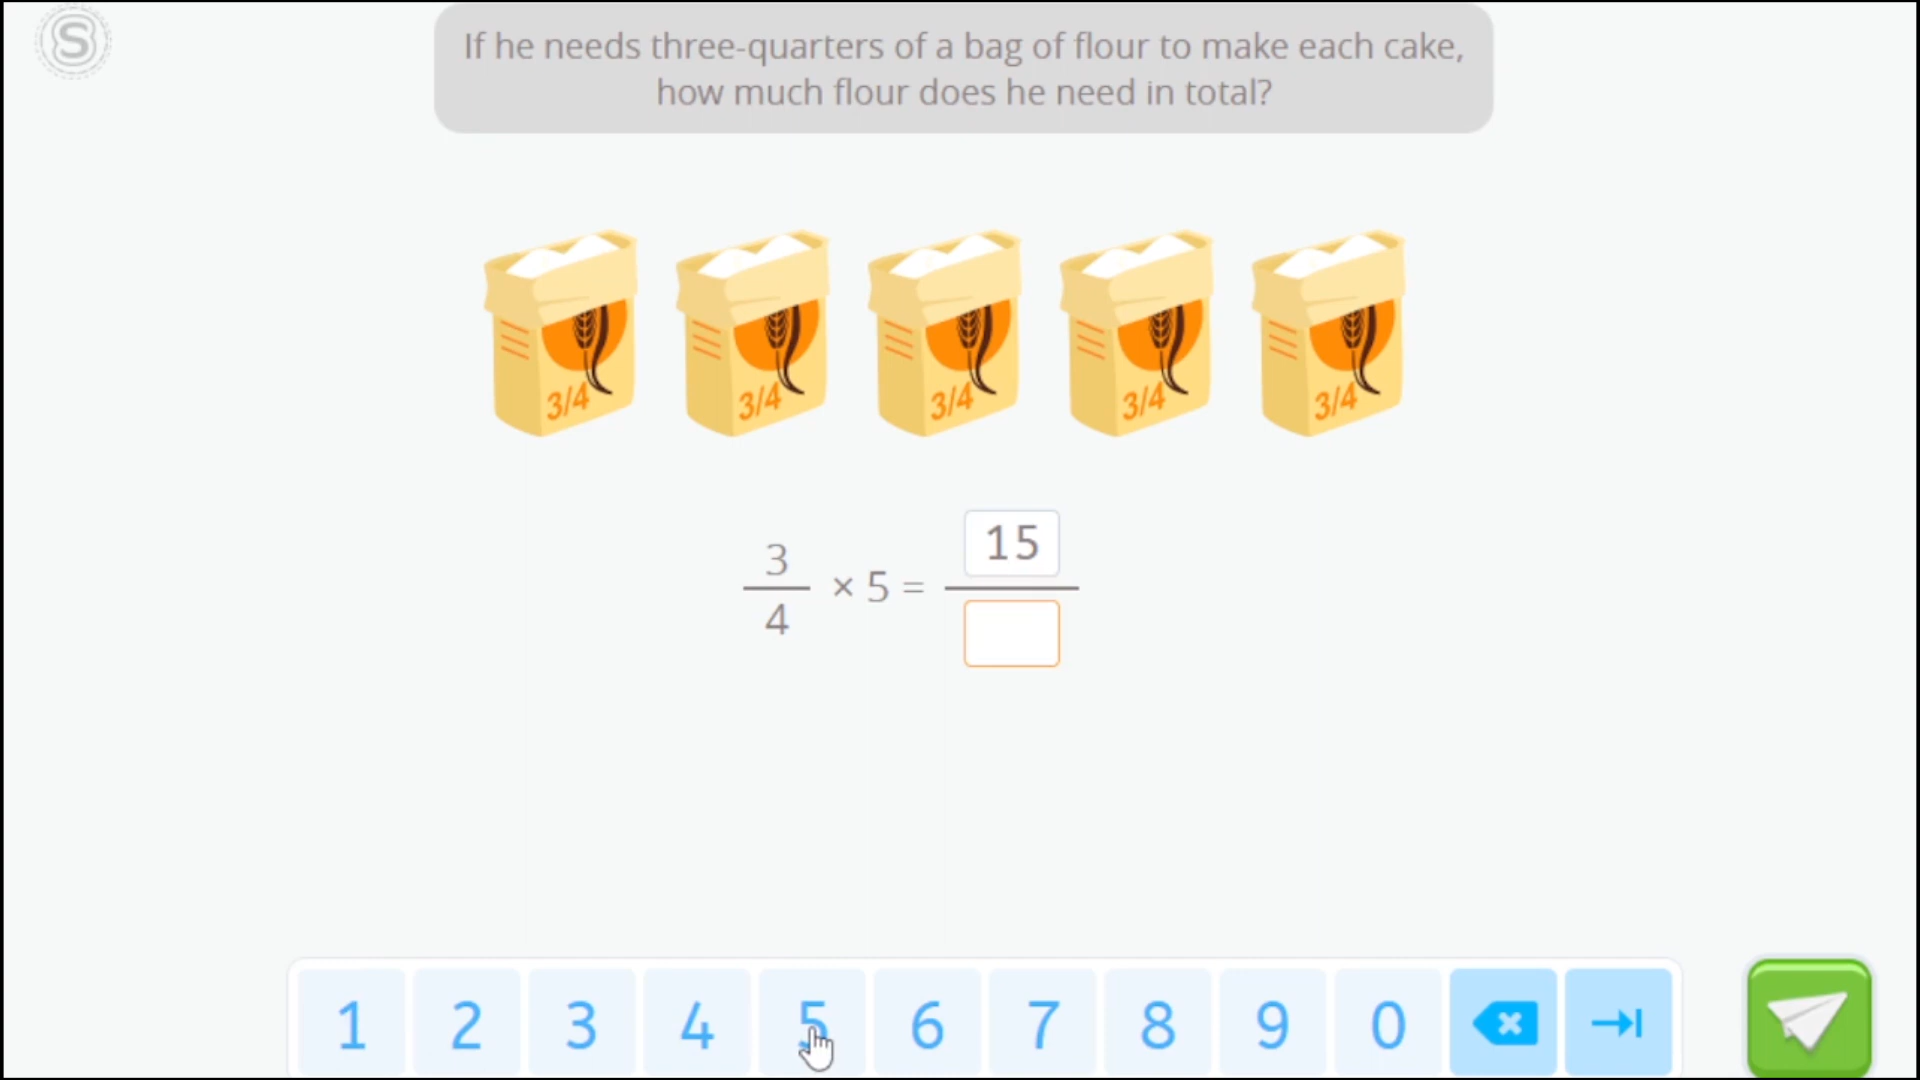 S
If he needs three-quarters of a bag of flour to make each cake,
how much flour does he need in total?
3/4 3/4 3/4 3/4 3/4
15
3
× 5 =
4
1 2 3 4 5 6 7 8 9 0